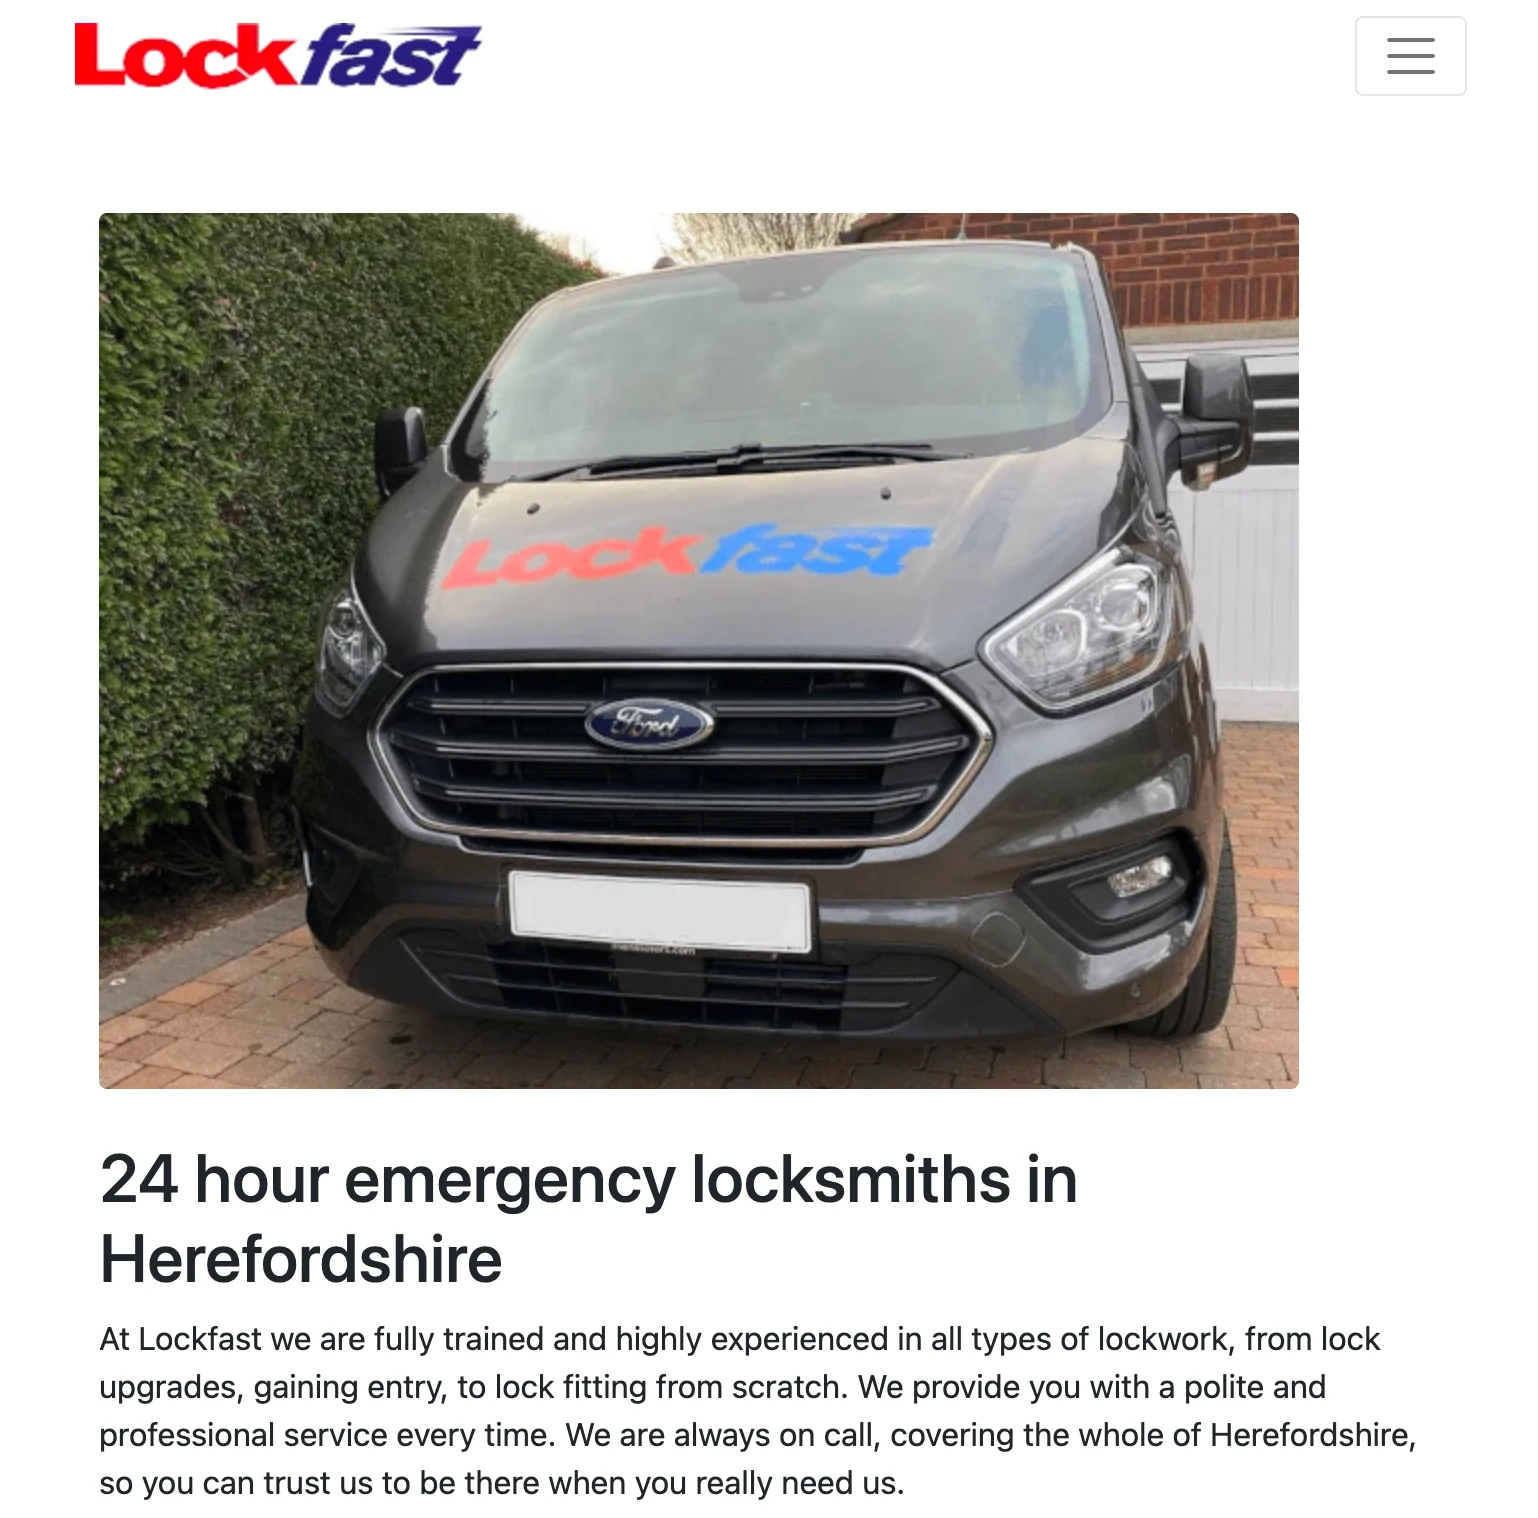 Lockfast
Lockfast
Ford
24 hour emergency locksmiths in
Herefordshire
At Lockfast we are fully trained and highly experienced in all types of lockwork, from lock
upgrades, gaining entry, to lock fitting from scratch. We provide you with a polite and
professional service every time. We are always on call, covering the whole of Herefordshire,
so you can trust us to be there when you really need us.